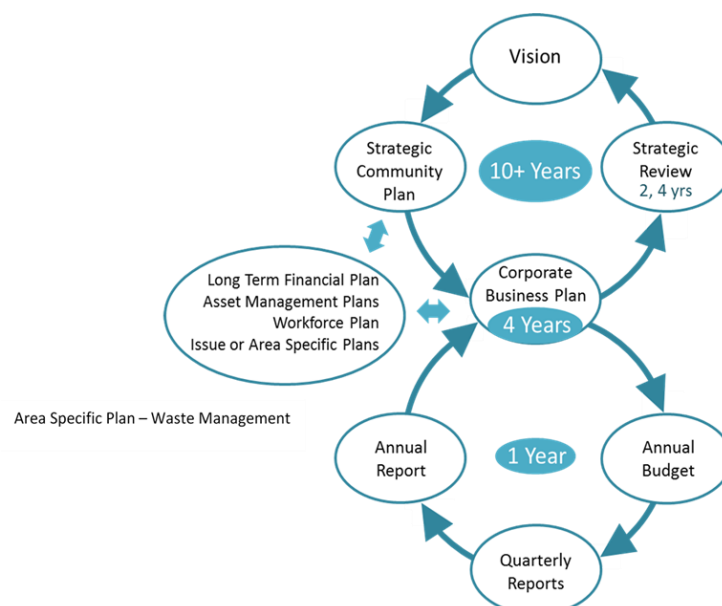 Vision
Strategic
Community
Plan
10+ Years
Strategic
Review
2, 4 yrs
Long Term Financial Plan
Asset Management Plans
Workforce Plan
Issue or Area Specific Plans
Corporate
Business Plan
4 Years
Area Specific Plan – Waste Management
Annual
Report
1 Year
Annual
Budget
Quarterly
Reports